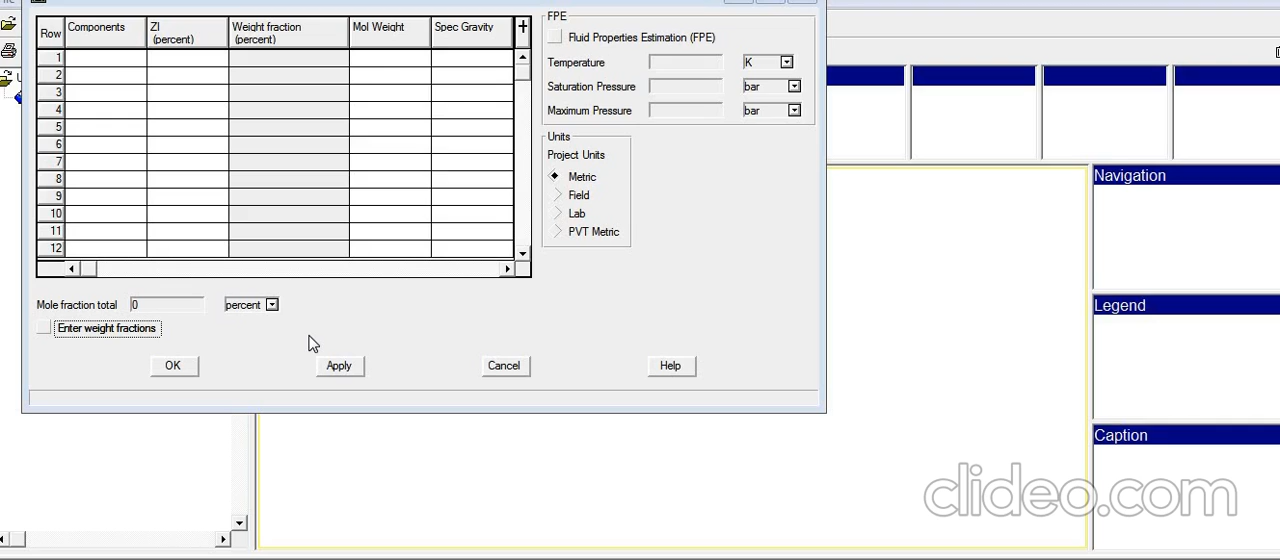 Row Components ZI (percent) Weight fraction (percent) Mol Weight Spec Gravity +
1
2
3
4
5
6
7
8
9
10
11
12
Mole fraction total 0 percent
Enter weight fractions
OK Apply Cancel Help
FPE
Fluid Properties Estimation (FPE)
Temperature K
Saturation Pressure bar
Maximum Pressure bar
Units
Project Units
Metric
Field
Lab
PVT Metric
Navigation
Legend
Caption
clideo.com